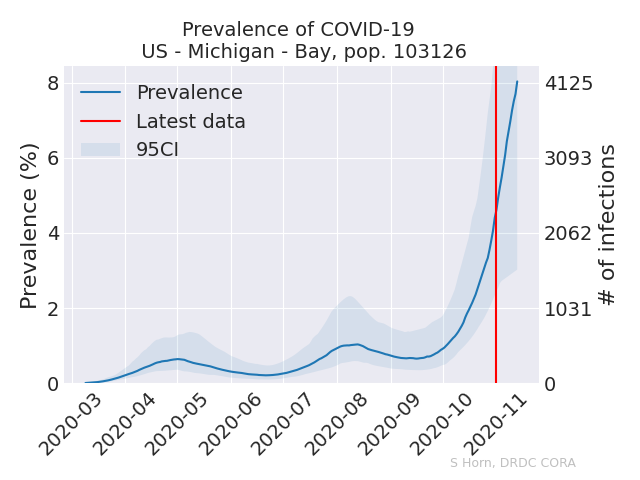 Prevalence of COVID-19
US - Michigan - Bay, pop. 103126
Prevalence
Latest data
95CI
Prevalence (%)
8
6
4
2
0
4125
3093
2062
1031
0
# of infections
2020-03
2020-04
2020-05
2020-06
2020-07
2020-08
2020-09
2020-10
2020-11
S Horn, DRDC CORA